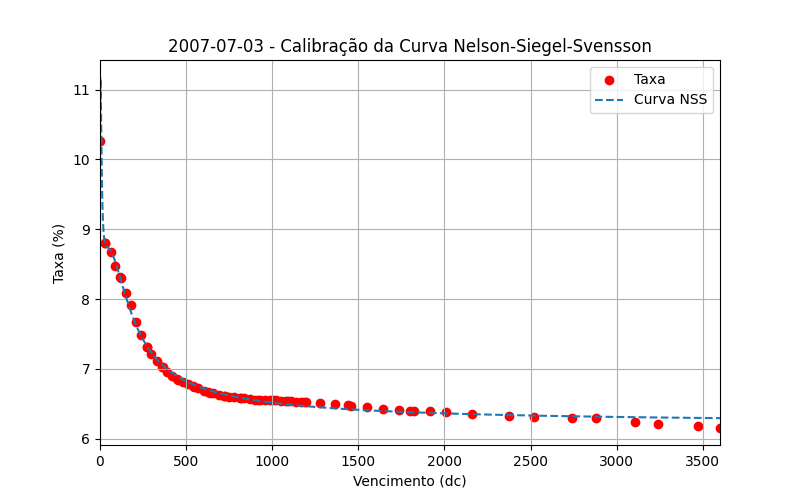 2007-07-03 - Calibração da Curva Nelson-Siegel-Svensson
Taxa
Curva NSS
Taxa (%)
11
10
9
8
7
6
0 500 1000 1500 2000 2500 3000 3500
Vencimento (dc)